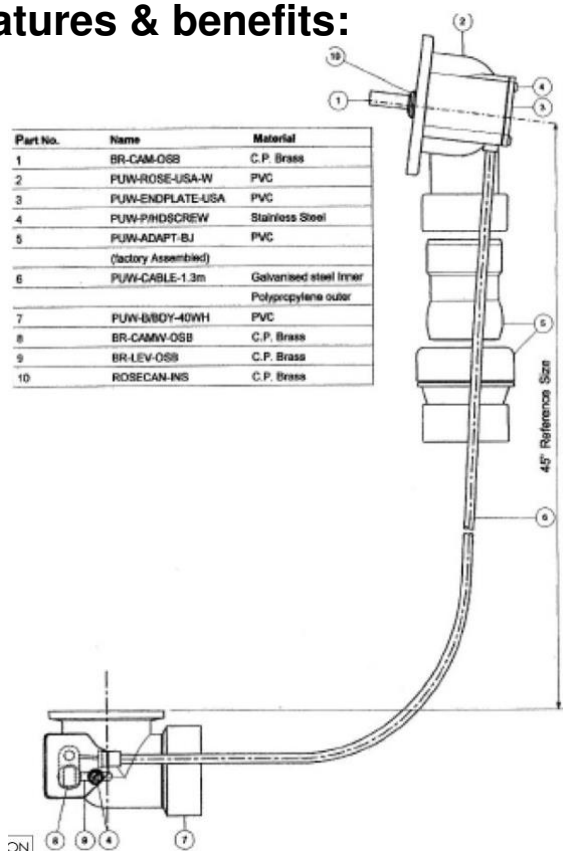 atures & benefits:
2
10
4
1
3
Part No. Name Material
1 BR-CAM-OSB C.P. Brass
2 PUW-ROSE-USA-W PVC
3 PUW-ENDPLATE-USA PVC
4 PUW-P/HDSCREW Stainless Steel
5 PUW-ADAPT-BJ PVC
(factory Assembled)
6 PUW-CABLE-1.3m Galvanised steel Inner
Polypropylene outer
7 PUW-B/BDY-40WH PVC
8 BR-CAMW-OSB C.P. Brass
9 BR-LEV-OSB C.P. Brass
10 ROSECAN-INS C.P. Brass
5
45" Reference Size
6
8
9
4
7
ON